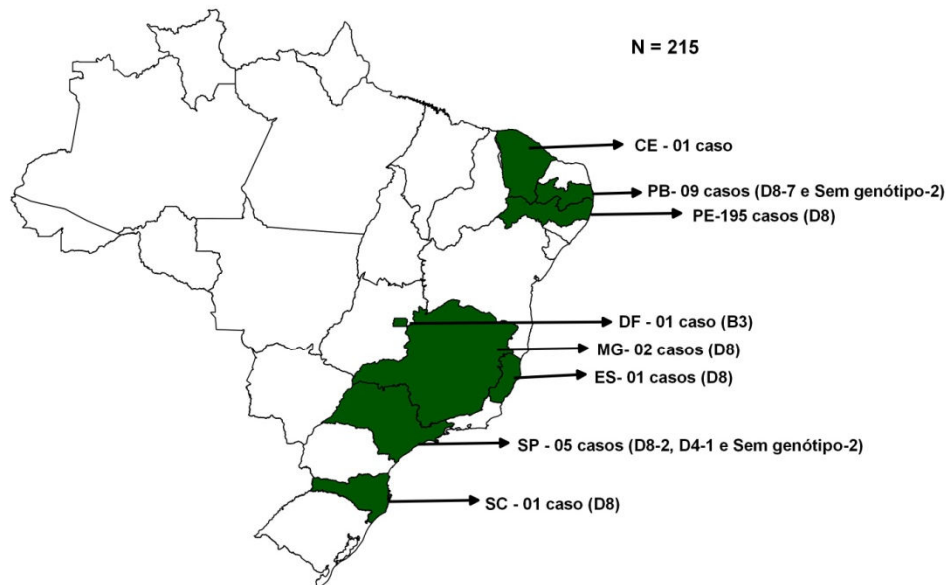 N = 215
CE - 01 caso
PB- 09 casos (D8-7 e Sem genótipo-2)
PE-195 casos (D8)
DF - 01 caso (B3)
MG- 02 casos (D8)
ES- 01 casos (D8)
SP - 05 casos (D8-2, D4-1 e Sem genótipo-2)
SC - 01 caso (D8)